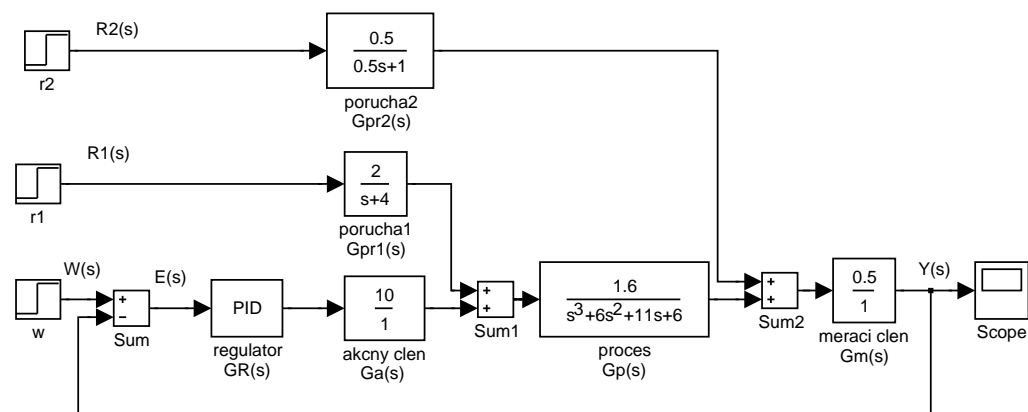 R2(s)
r2
0.5
0.5s+1
porucha2
Gpr2(s)
R1(s)
r1
2
s+4
porucha1
Gpr1(s)
W(s)
w
+
−
Sum
E(s)
PID
regulator
GR(s)
10
1
akcny clen
Ga(s)
+
+
Sum1
1.6
s³+6s²+11s+6
proces
Gp(s)
+
+
Sum2
0.5
1
meraci clen
Gm(s)
Y(s)
Scope